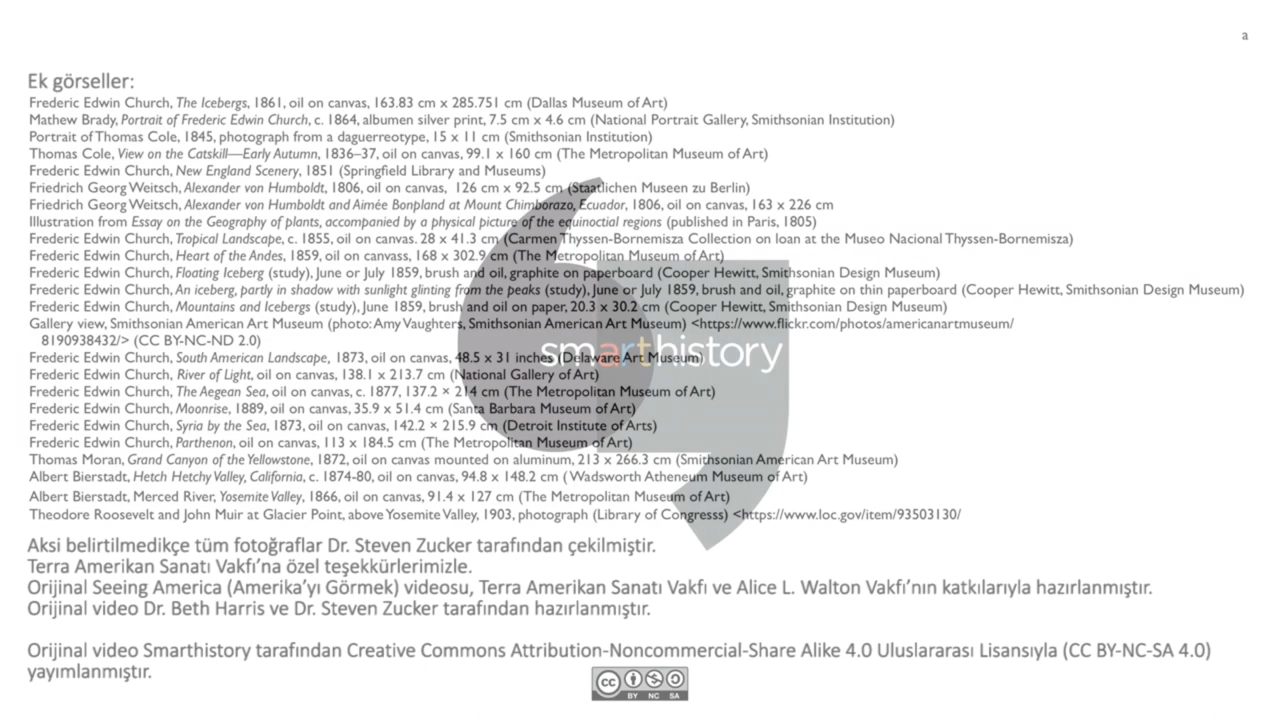 a
Ek görseller:
Frederic Edwin Church, The Icebergs, 1861, oil on canvas, 163.83 cm x 285.751 cm (Dallas Museum of Art)
Mathew Brady, Portrait of Frederic Edwin Church, c. 1864, albumen silver print, 7.5 cm x 4.6 cm (National Portrait Gallery, Smithsonian Institution)
Portrait of Thomas Cole, 1845, photograph from a daguerreotype, 15 x 11 cm (Smithsonian Institution)
Thomas Cole, View on the Catskill—Early Autumn, 1836–37, oil on canvas, 99.1 x 160 cm (The Metropolitan Museum of Art)
Frederic Edwin Church, New England Scenery, 1851 (Springfield Library and Museums)
Friedrich Georg Weitsch, Alexander von Humboldt, 1806, oil on canvas, 126 cm x 92.5 cm (Staatlichen Museen zu Berlin)
Friedrich Georg Weitsch, Alexander von Humboldt and Aimée Bonpland at Mount Chimborazo, Ecuador, 1806, oil on canvas, 163 x 226 cm
Illustration from Essay on the Geography of plants, accompanied by a physical picture of the equinoctial regions (published in Paris, 1805)
Frederic Edwin Church, Tropical Landscape, c. 1855, oil on canvas. 28 x 41.3 cm (Carmen Thyssen-Bornemisza Collection on loan at the Museo Nacional Thyssen-Bornemisza)
Frederic Edwin Church, Heart of the Andes, 1859, oil on canvass, 168 x 302.9 cm (The Metropolitan Museum of Art)
Frederic Edwin Church, Floating Iceberg (study), June or July 1859, brush and oil, graphite on paperboard (Cooper Hewitt, Smithsonian Design Museum)
Frederic Edwin Church, An iceberg, partly in shadow with sunlight glinting from the peaks (study), June or July 1859, brush and oil, graphite on thin paperboard (Cooper Hewitt, Smithsonian Design Museum)
Frederic Edwin Church, Mountains and Icebergs (study), June 1859, brush and oil on paper, 20.3 x 30.2 cm (Cooper Hewitt, Smithsonian Design Museum)
Gallery view, Smithsonian American Art Museum (photo: Amy Vaughters, Smithsonian American Art Museum) <https://www.flickr.com/photos/americanartmuseum/
8190938432/> (CC BY-NC-ND 2.0)
Frederic Edwin Church, South American Landscape, 1873, oil on canvas, 48.5 x 31 inches (Delaware Art Museum)
smarthistory
Frederic Edwin Church, River of Light, oil on canvas, 138.1 x 213.7 cm (National Gallery of Art)
Frederic Edwin Church, The Aegean Sea, oil on canvas, c. 1877, 137.2 × 214 cm (The Metropolitan Museum of Art)
Frederic Edwin Church, Moonrise, 1889, oil on canvas, 35.9 x 51.4 cm (Santa Barbara Museum of Art)
Frederic Edwin Church, Syria by the Sea, 1873, oil on canvas, 142.2 × 215.9 cm (Detroit Institute of Arts)
Frederic Edwin Church, Parthenon, oil on canvas, 113 x 184.5 cm (The Metropolitan Museum of Art)
Thomas Moran, Grand Canyon of the Yellowstone, 1872, oil on canvas mounted on aluminum, 213 x 266.3 cm (Smithsonian American Art Museum)
Albert Bierstadt, Hetch Hetchy Valley, California, c. 1874-80, oil on canvas, 94.8 x 148.2 cm ( Wadsworth Atheneum Museum of Art)
Albert Bierstadt, Merced River, Yosemite Valley, 1866, oil on canvas, 91.4 x 127 cm (The Metropolitan Museum of Art)
Theodore Roosevelt and John Muir at Glacier Point, above Yosemite Valley, 1903, photograph (Library of Congresss) <https://www.loc.gov/item/93503130/
Aksi belirtilmedikçe tüm fotoğraflar Dr. Steven Zucker tarafından çekilmiştir.
Terra Amerikan Sanatı Vakfı'na özel teşekkürlerimizle.
Orijinal Seeing America (Amerika'yı Görmek) videosu, Terra Amerikan Sanatı Vakfı ve Alice L. Walton Vakfı'nın katkılarıyla hazırlanmıştır.
Orijinal video Dr. Beth Harris ve Dr. Steven Zucker tarafından hazırlanmıştır.
Orijinal video Smarthistory tarafından Creative Commons Attribution-Noncommercial-Share Alike 4.0 Uluslararası Lisansıyla (CC BY-NC-SA 4.0)
yayımlanmıştır.
cc BY NC SA